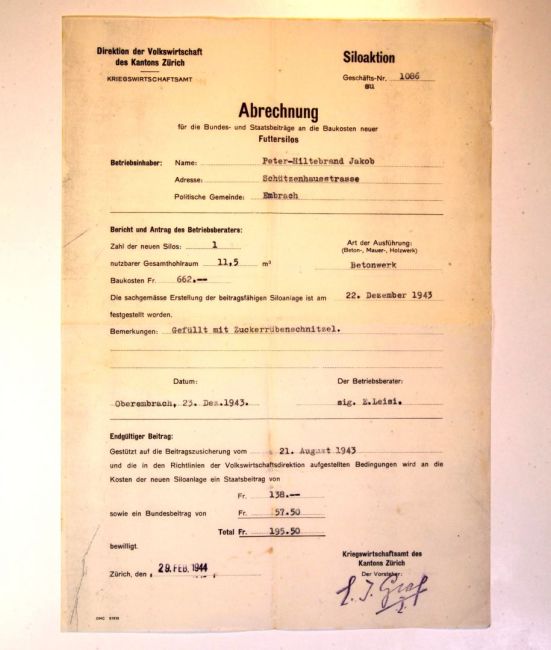 Direktion der Volkswirtschaft
des Kantons Zürich
KRIEGSWIRTSCHAFTSAMT
Siloaktion
Geschäfts-Nr. 1086
au
Abrechnung
für die Bundes- und Staatsbeiträge an die Baukosten neuer
Futtersilos
Betriebsinhaber: Name: Peter-Hiltebrand Jakob
Adresse: Schützenhausstrasse
Politische Gemeinde: Embrach
Bericht und Antrag des Betriebsberaters:
Zahl der neuen Silos: 1
Art der Ausführung:
(Beton-, Mauer-, Holzwerk)
nutzbarer Gesamthohlraum 11,5 m³
Betonwerk
Baukosten Fr. 662.--
Die sachgemässe Erstellung der beitragsfähigen Siloanlage ist am 22. Dezember 1943
festgestellt worden.
Bemerkungen: Gefüllt mit Zuckerrübenschnitzel.
Datum: Der Betriebsberater:
Oberembrach, 23. Dez.1943. sig. E.Leisi.
Endgültiger Beitrag:
Gestützt auf die Beitragszusicherung vom 21. August 1943
und die in den Richtlinien der Volkswirtschaftsdirektion aufgestellten Bedingungen wird an die
Kosten der neuen Siloanlage ein Staatsbeitrag von
Fr. 138.--
sowie ein Bundesbeitrag von Fr. 57.50
Total Fr. 195.50
bewilligt.
Kriegswirtschaftsamt des
Kantons Zürich
Zürich, den 29. FEB. 1944
Der Vorsteher: